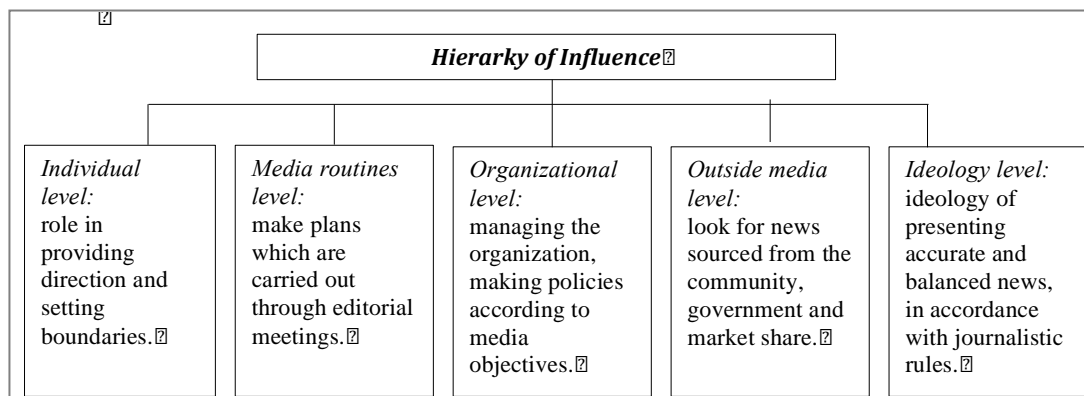 Hierarky of Influence
Individual
level:
role in
providing
direction and
setting
boundaries.
Media routines
level:
make plans
which are
carried out
through editorial
meetings.
Organizational
level:
managing the
organization,
making policies
according to
media
objectives.
Outside media
level:
look for news
sourced from the
community,
government and
market share.
Ideology level:
ideology of
presenting
accurate and
balanced news,
in accordance
with journalistic
rules.